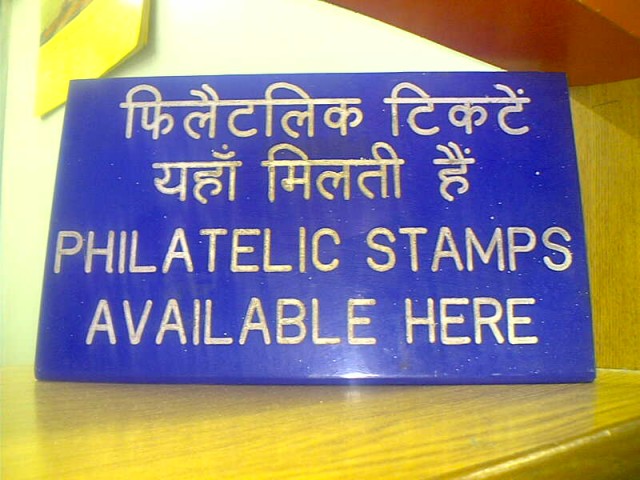 फिलैटलिक टिकटें
यहाँ मिलती हैं
PHILATELIC STAMPS
AVAILABLE HERE